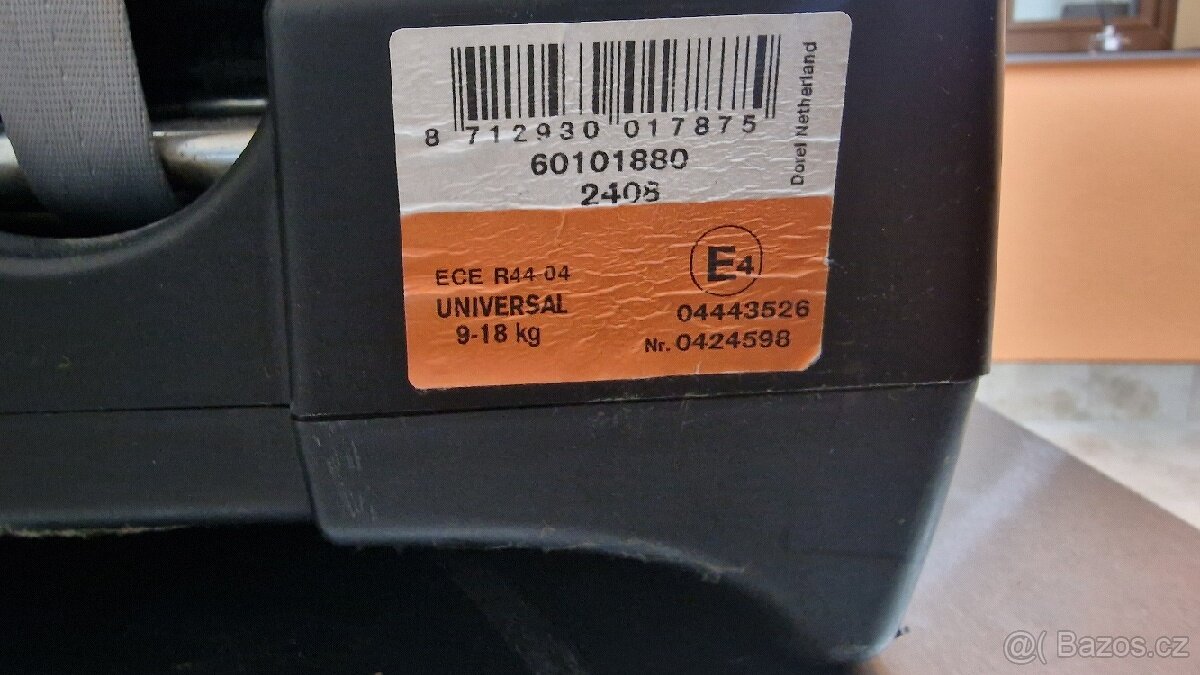 8 712930 017875
60101880
2408
Dorel Netherland
ECE R44 04
UNIVERSAL
9-18 kg
E4
04443526
Nr. 0424598
@( Bazos.cz